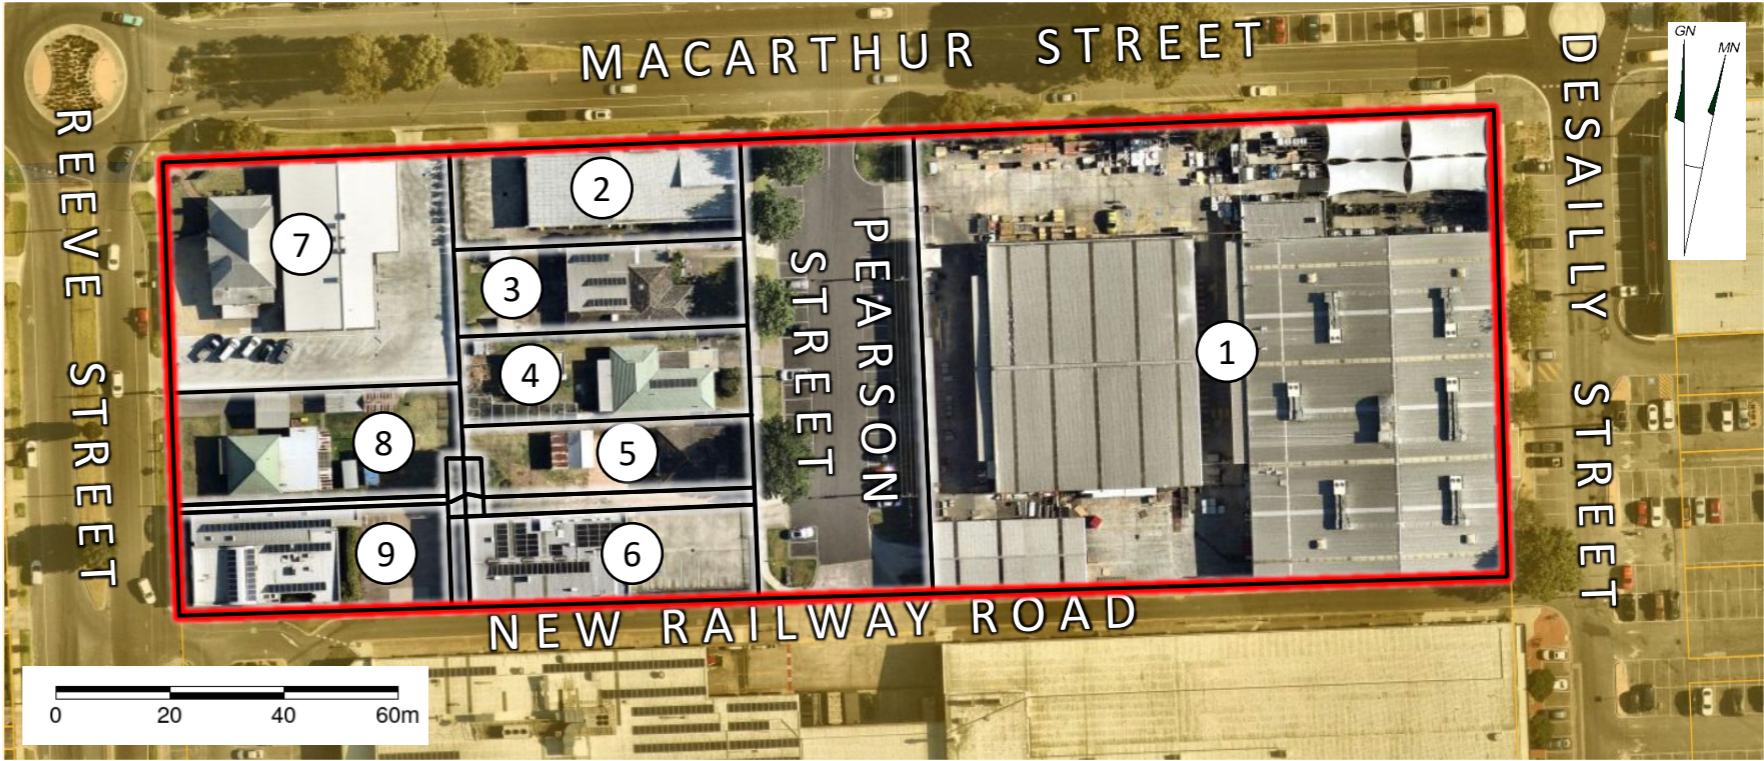 MACARTHUR STREET
GN
MN
REEVE STREET
DESAILLY STREET
PEARSON
STREET
2
7
3
1
4
8
5
9
6
NEW RAILWAY ROAD
0 20 40 60m